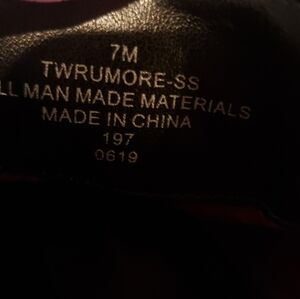 7M
TWRUMORE-SS
LL MAN MADE MATERIALS
MADE IN CHINA
197
0619